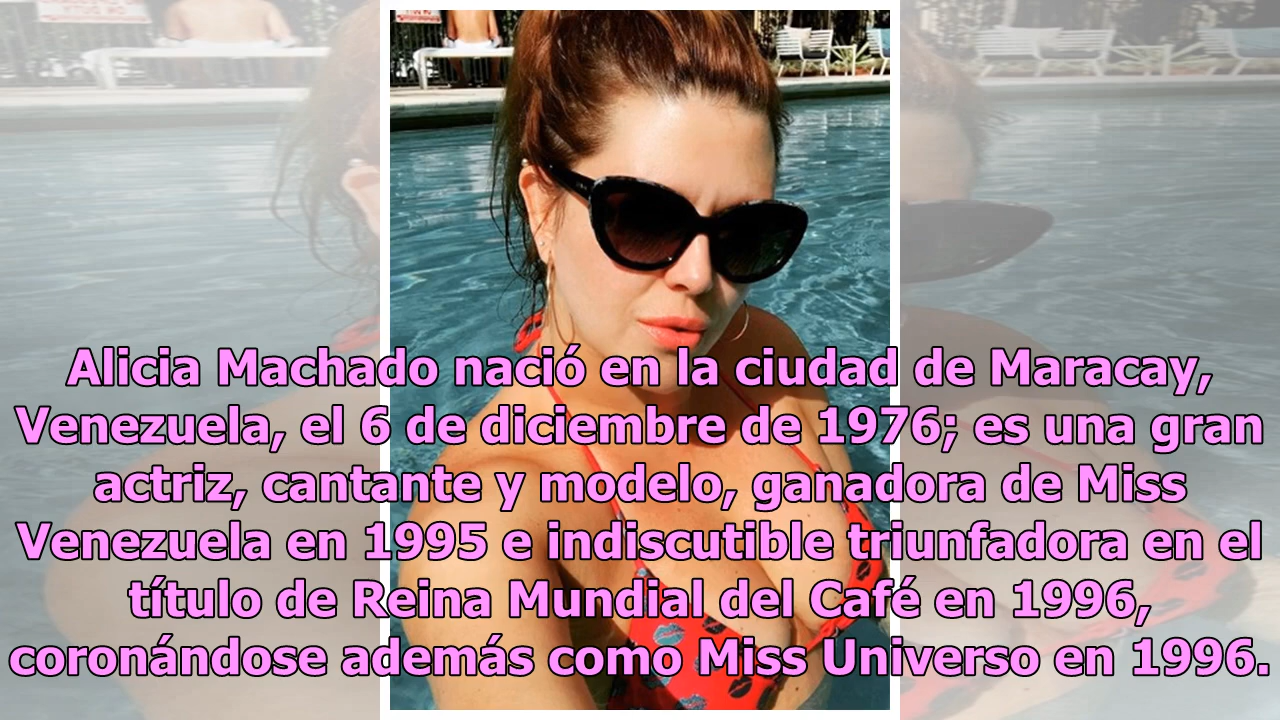 Alicia Machado nació en la ciudad de Maracay,
Venezuela, el 6 de diciembre de 1976; es una gran
actriz, cantante y modelo, ganadora de Miss
Venezuela en 1995 e indiscutible triunfadora en el
título de Reina Mundial del Café en 1996,
coronándose además como Miss Universo en 1996.